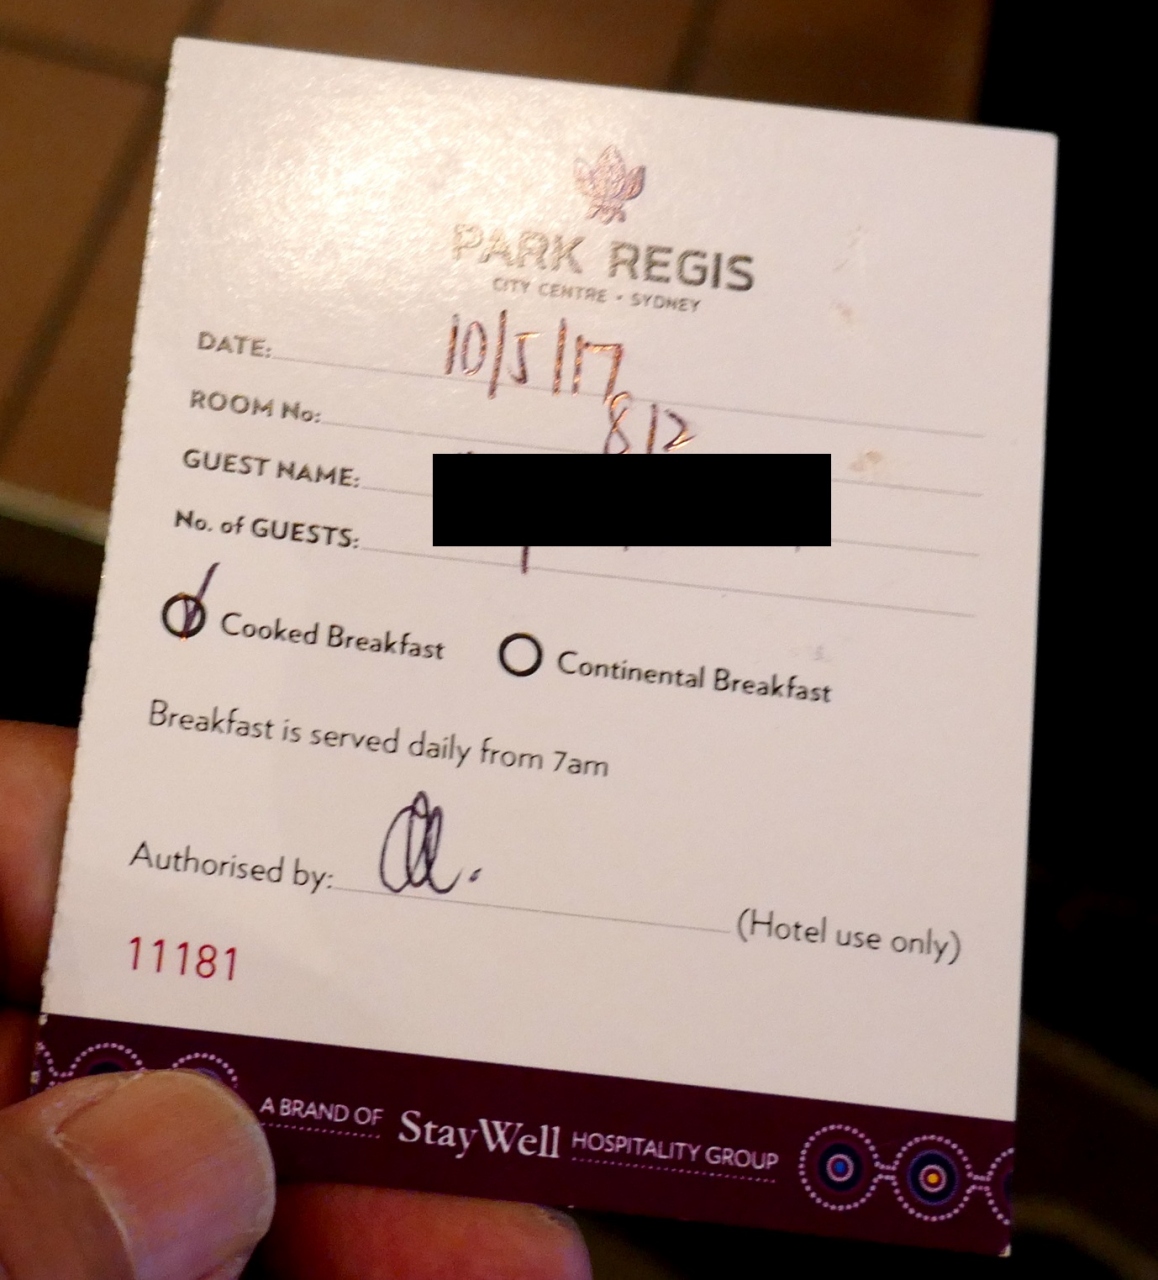 PARK REGIS
CITY CENTRE • SYDNEY
DATE: 10/5/17
ROOM No: 812
GUEST NAME:
No. of GUESTS:
Cooked Breakfast
Continental Breakfast
Breakfast is served daily from 7am
Authorised by:
(Hotel use only)
11181
A BRAND OF StayWell HOSPITALITY GROUP